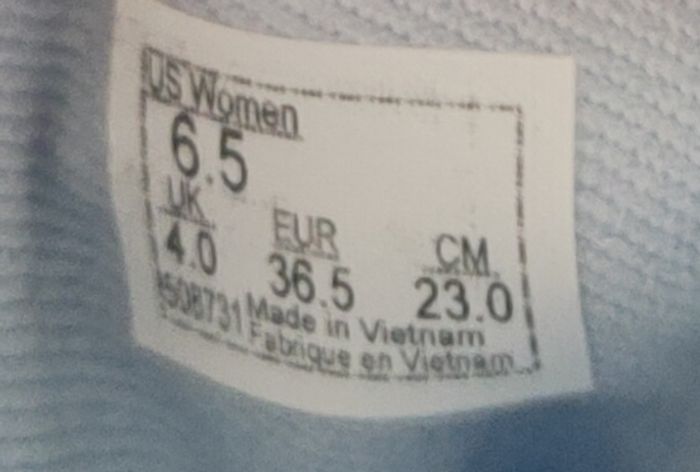 US Women
6.5
UK EUR CM
4.0 36.5 23.0
Made in Vietnam
Fabrique en Vietnam